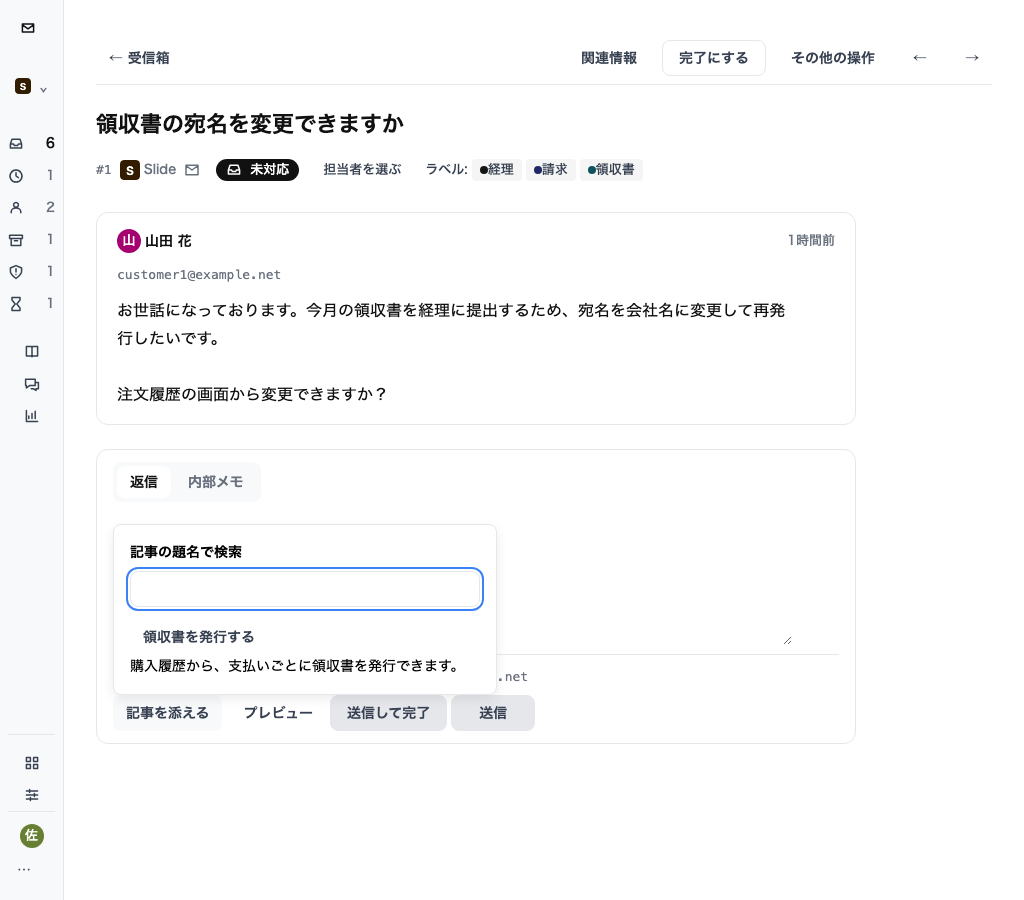 ← 受信箱
関連情報
完了にする
その他の操作
←
→
S
6
1
2
1
1
1
領収書の宛名を変更できますか
#1 S Slide 未対応 担当者を選ぶ ラベル: 経理 請求 領収書
山 山田 花
1時間前
customer1@example.net
お世話になっております。今月の領収書を経理に提出するため、宛名を会社名に変更して再発
行したいです。
注文履歴の画面から変更できますか？
返信 内部メモ
記事の題名で検索
領収書を発行する
購入履歴から、支払いごとに領収書を発行できます。
.net
記事を添える プレビュー 送信して完了 送信
佐
…